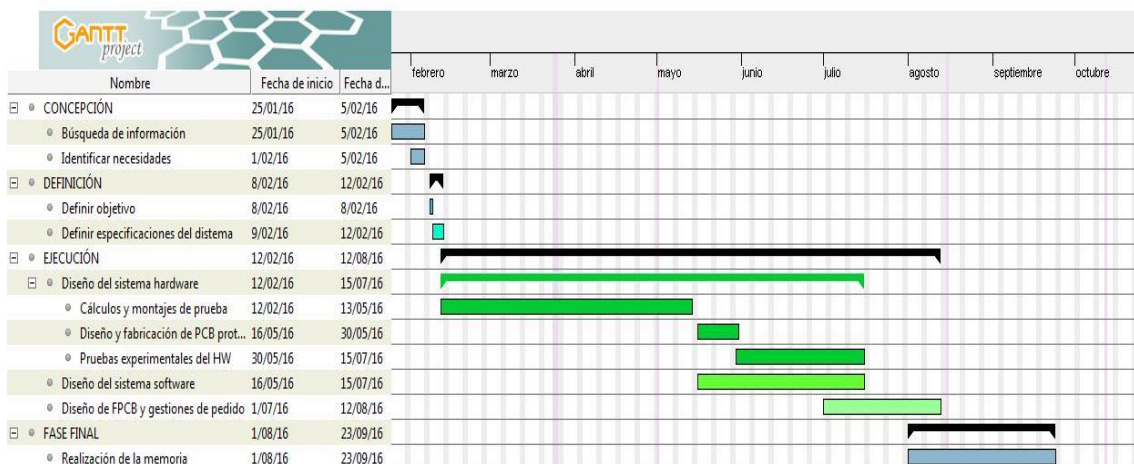 GANTT
project
febrero marzo abril mayo junio julio agosto septiembre octubre
Nombre Fecha de inicio Fecha d...
CONCEPCIÓN 25/01/16 5/02/16
Búsqueda de información 25/01/16 5/02/16
Identificar necesidades 1/02/16 5/02/16
DEFINICIÓN 8/02/16 12/02/16
Definir objetivo 8/02/16 8/02/16
Definir especificaciones del distema 9/02/16 12/02/16
EJECUCIÓN 12/02/16 12/08/16
Diseño del sistema hardware 12/02/16 15/07/16
Cálculos y montajes de prueba 12/02/16 13/05/16
Diseño y fabricación de PCB prot... 16/05/16 30/05/16
Pruebas experimentales del HW 30/05/16 15/07/16
Diseño del sistema software 16/05/16 15/07/16
Diseño de FPCB y gestiones de pedido 1/07/16 12/08/16
FASE FINAL 1/08/16 23/09/16
Realización de la memoria 1/08/16 23/09/16